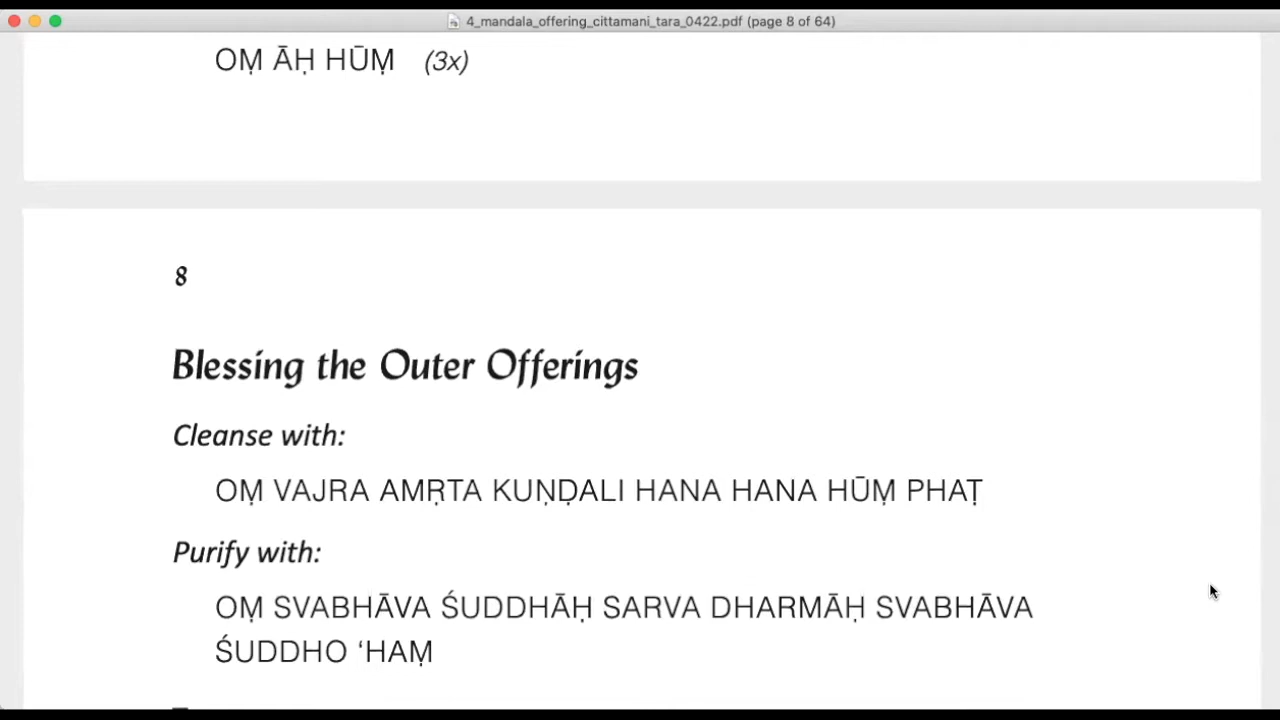 4_mandala_offering_cittamani_tara_0422.pdf (page 8 of 64)
OṂ ĀḤ HŪṂ (3x)
8
Blessing the Outer Offerings
Cleanse with:
OṂ VAJRA AMṚTA KUṆḌALI HANA HANA HŪṂ PHAṬ
Purify with:
OṂ SVABHĀVA ŚUDDHĀḤ SARVA DHARMĀḤ SVABHĀVA
ŚUDDHO ‘HAṂ